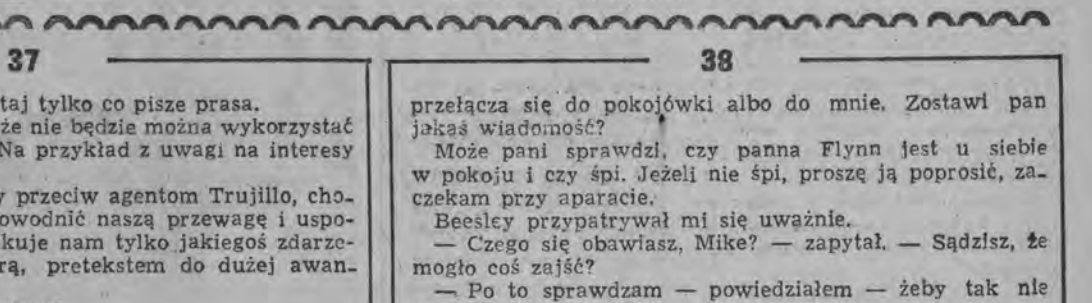 37
taj tylko co pisze prasa.
że nie będzie można wykorzystać
Na przykład z uwagi na interesy
y przeciw agentom Trujillo, cho-
owodnić naszą przewagę i uspo-
kuje nam tylko jakiegoś zdarze-
rą, pretekstem do dużej awan-
38
przełącza się do pokojówki albo do mnie. Zostawi pan
jakąś wiadomość?
Może pani sprawdzi, czy panna Flynn jest u siebie
w pokoju i czy śpi. Jeżeli nie śpi, proszę ją poprosić, za-
czekam przy aparacie.
Beesley przypatrywał mi się uważnie.
— Czego się obawiasz, Mike? — zapytał. — Sądzisz, że
mogło coś zajść?
— Po to sprawdzam — powiedziałem — żeby tak nie